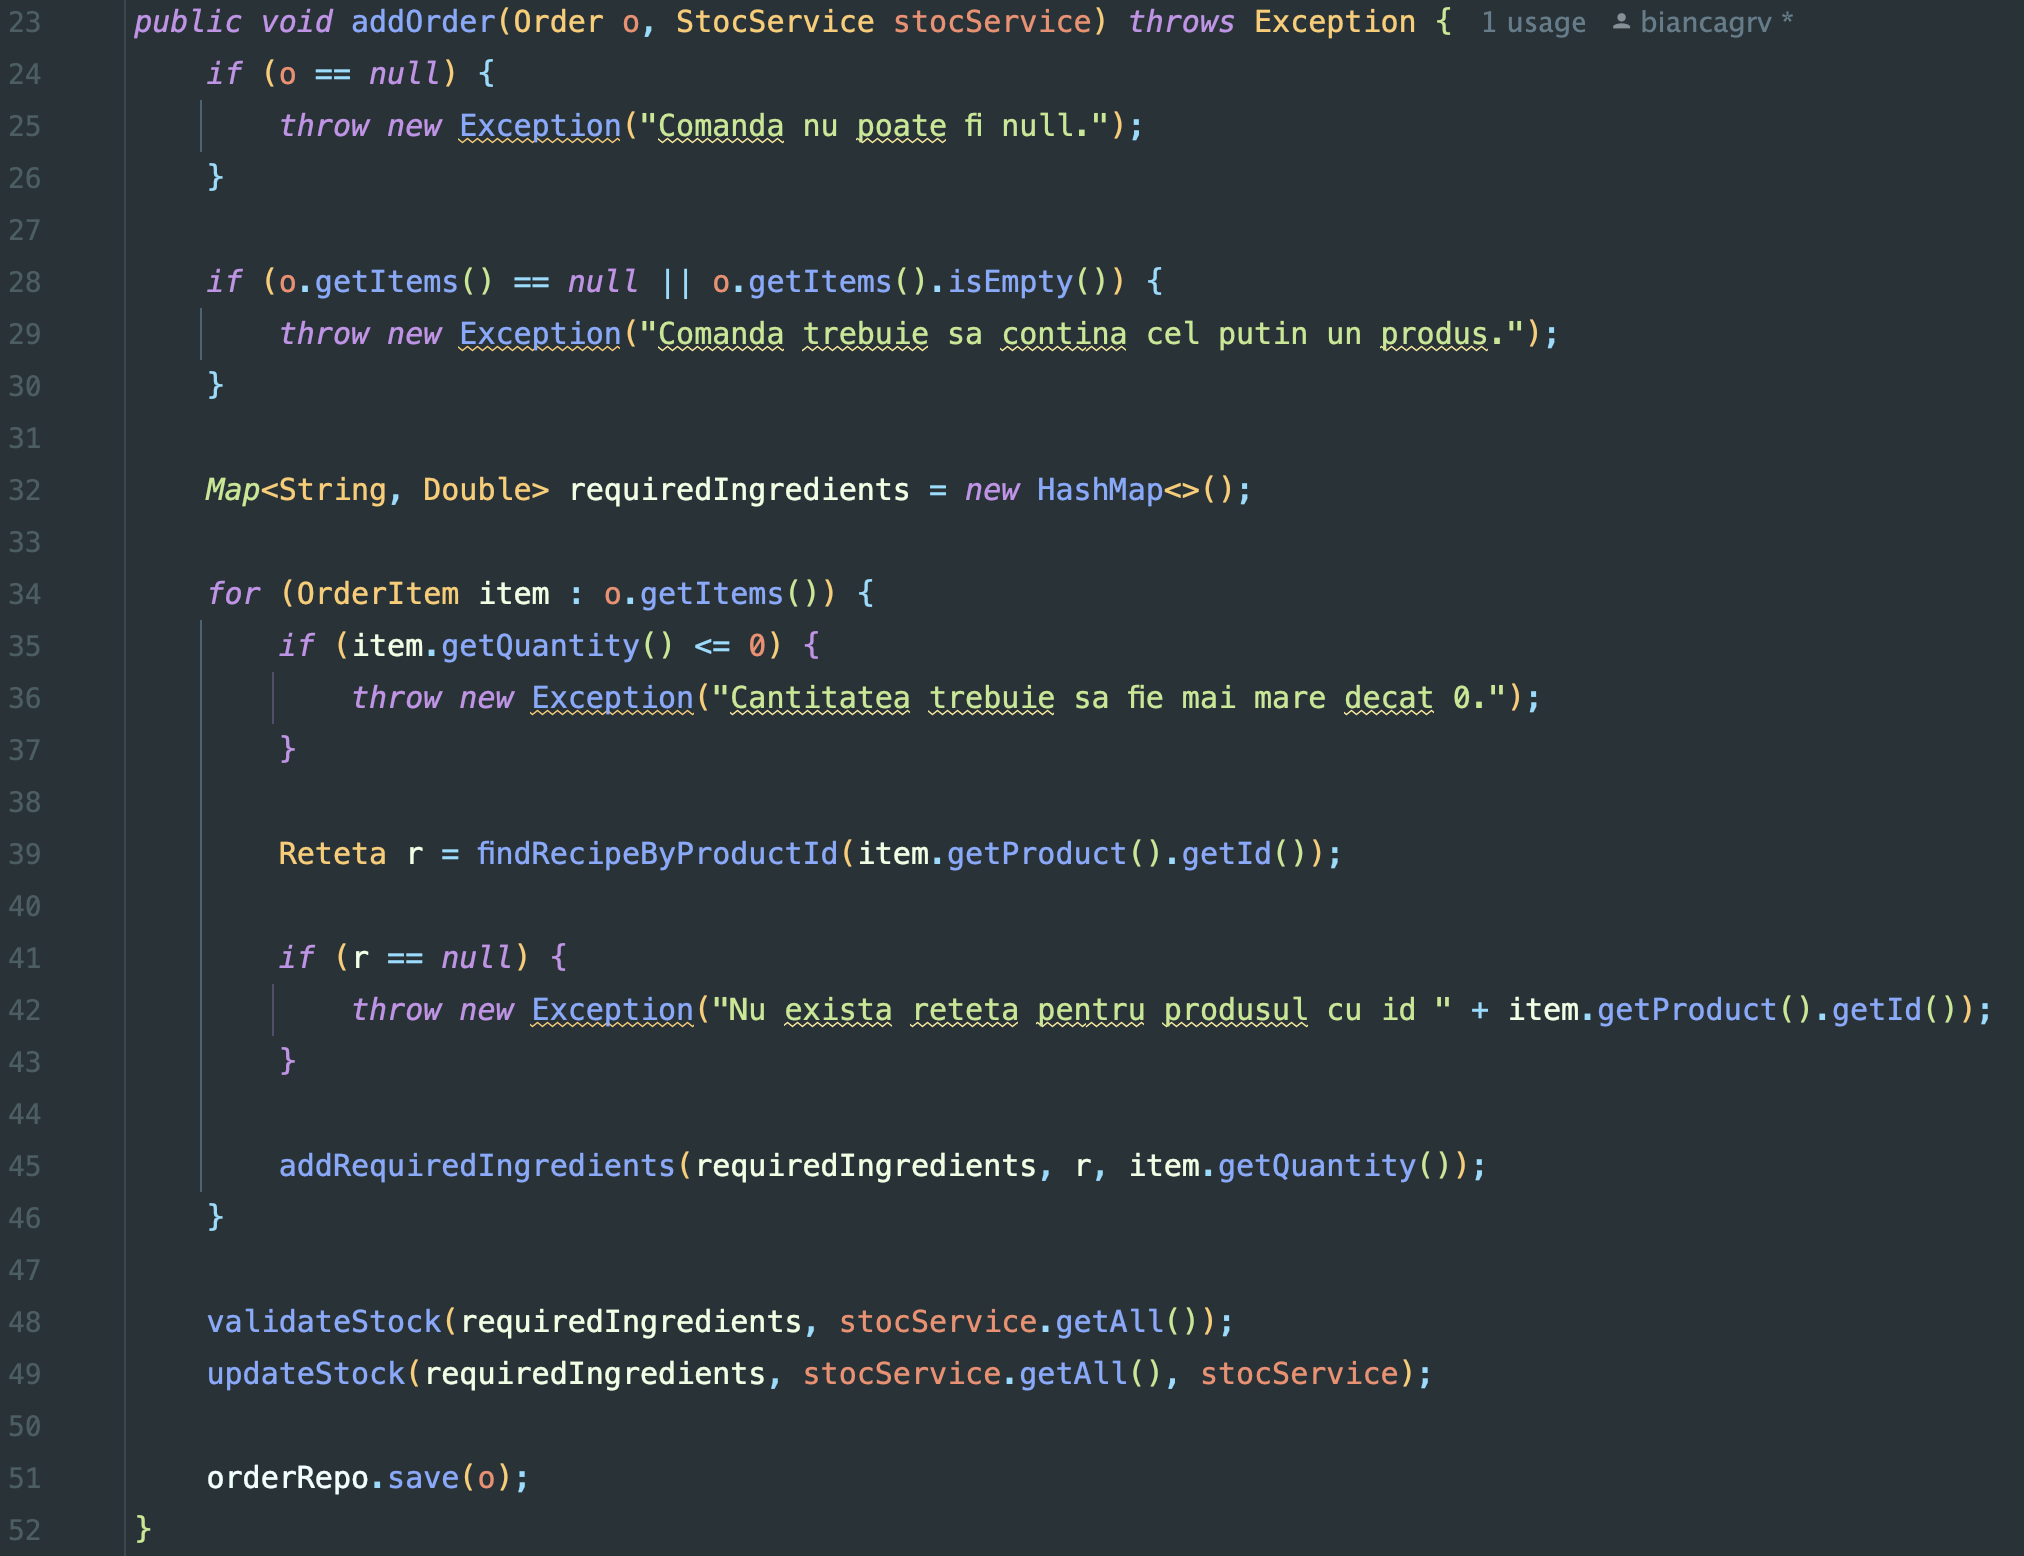 23 public void addOrder(Order o, StocService stocService) throws Exception { 1 usage biancagrv *
24 if (o == null) {
25 throw new Exception("Comanda nu poate fi null.");
26 }
27
28 if (o.getItems() == null || o.getItems().isEmpty()) {
29 throw new Exception("Comanda trebuie sa contina cel putin un produs.");
30 }
31
32 Map<String, Double> requiredIngredients = new HashMap<>();
33
34 for (OrderItem item : o.getItems()) {
35 if (item.getQuantity() <= 0) {
36 throw new Exception("Cantitatea trebuie sa fie mai mare decat 0.");
37 }
38
39 Reteta r = findRecipeByProductId(item.getProduct().getId());
40
41 if (r == null) {
42 throw new Exception("Nu exista reteta pentru produsul cu id " + item.getProduct().getId());
43 }
44
45 addRequiredIngredients(requiredIngredients, r, item.getQuantity());
46 }
47
48 validateStock(requiredIngredients, stocService.getAll());
49 updateStock(requiredIngredients, stocService.getAll(), stocService);
50
51 orderRepo.save(o);
52 }